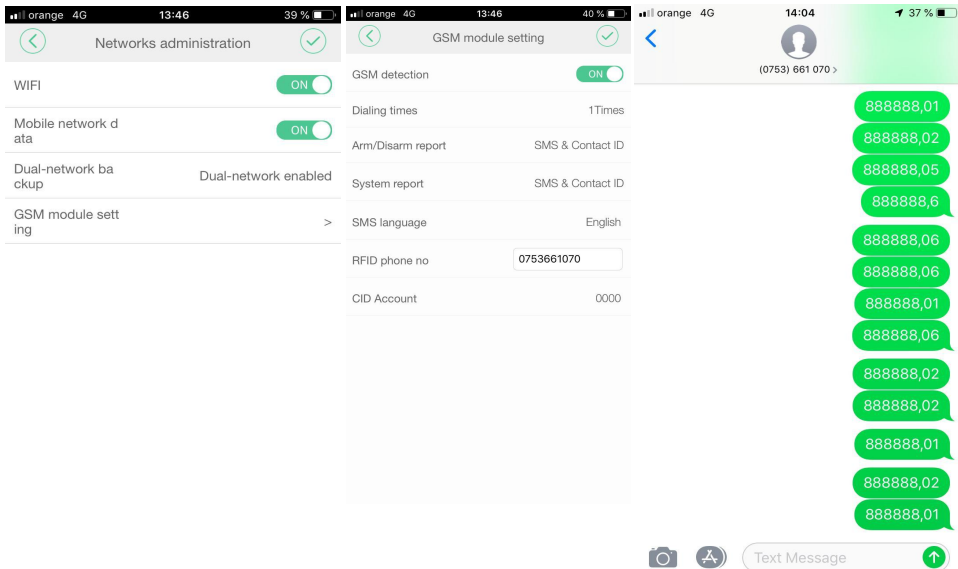 orange 4G 13:46 39 %
Networks administration
WIFI ON
Mobile network d
ata
ON
Dual-network ba
ckup
Dual-network enabled
GSM module sett
ing
>
orange 4G 13:46 40 %
GSM module setting
GSM detection ON
Dialing times 1Times
Arm/Disarm report SMS & Contact ID
System report SMS & Contact ID
SMS language English
RFID phone no 0753661070
CID Account 0000
orange 4G 14:04 37 %
(0753) 661 070 >
888888,01
888888,02
888888,05
888888,6
888888,06
888888,06
888888,01
888888,06
888888,02
888888,02
888888,01
888888,02
888888,01
Text Message